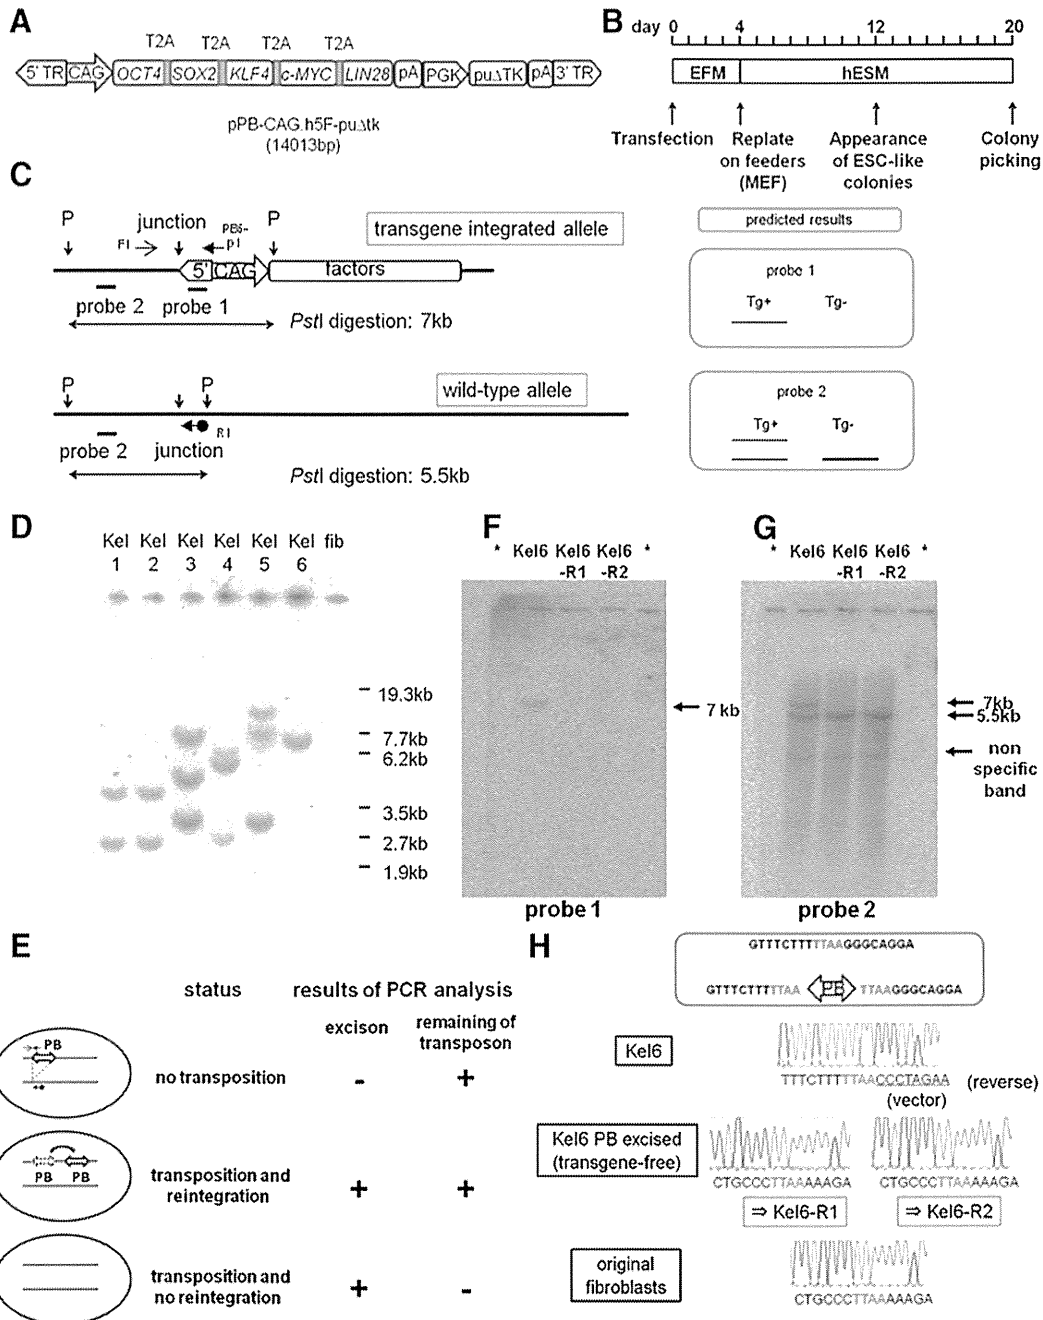 A
T2A T2A T2A T2A
5' TR CAG OCT4 SOX2 KLF4 c-MYC LIN28 pA PGK puΔTK pA 3' TR
pPB-CAG.h5F-puΔtk
(14013bp)
B
day 0 4 12 20
EFM hESM
Transfection
Replate
on feeders
(MEF)
Appearance
of ESC-like
colonies
Colony
picking
C
P junction P
F1
transgene integrated allele
5' CAG factors
probe 2 probe 1
PstI digestion: 7kb
P P
wild-type allele
R1
probe 2 junction
PstI digestion: 5.5kb
predicted results
probe 1
Tg+ Tg-
probe 2
Tg+ Tg-
D
Kel Kel Kel Kel Kel Kel fib
1 2 3 4 5 6
19.3kb
7.7kb
6.2kb
3.5kb
2.7kb
1.9kb
F
* Kel6 Kel6 Kel6 *
-R1 -R2
7 kb
probe 1
G
* Kel6 Kel6 Kel6 *
-R1 -R2
7kb
5.5kb
non
specific
band
probe 2
E
status results of PCR analysis
excison remaining of
transposon
PB
no transposition - +
PB PB
transposition and
reintegration + +
transposition and
no reintegration + -
H
GTTTCTTTTTAAGGGCAGGA
GTTTCTTTTTAA PB TTAAGGGCAGGA
Kel6
TTTCTTTTTAACCCTAGAA (reverse)
(vector)
Kel6 PB excised
(transgene-free)
CTGCCCTTAAAAAGA CTGCCCTTAAAAAGA
⇒ Kel6-R1 ⇒ Kel6-R2
original
fibroblasts
CTGCCCTTAAAAAGA